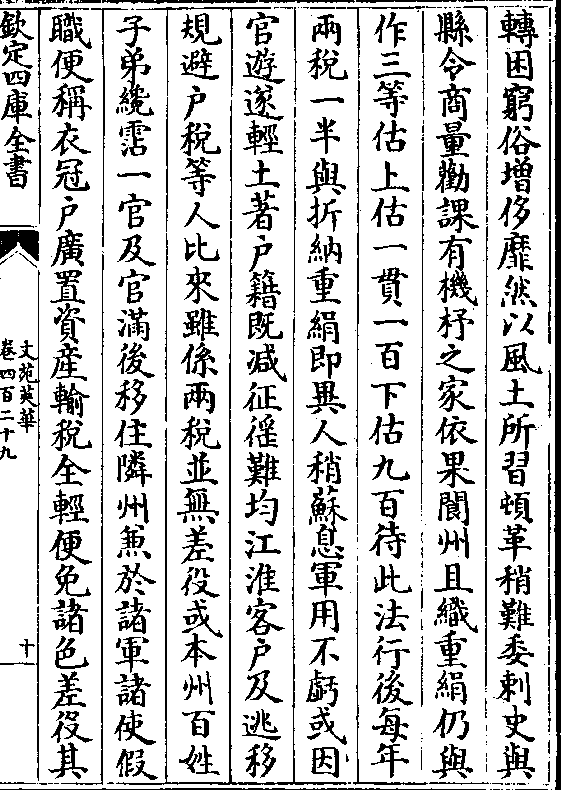 轉困窮俗増侈靡然以風土所習頓革稍難委刺史與
縣令商量勸課有機杼之家依果閬州且織重絹仍與
作三等估上估一貫一百下估九百待此法行後每年
兩稅一半與折納重絹即異人稍蘇息軍用不虧或因
官遊遂輕土著户籍既減征徭難均江淮客户及逃移
規避户稅等人比來雖係兩稅並無差役或本州百姓
子弟纔霑一官及官滿後移住隣州兼於諸軍諸使假
職便稱衣冠户廣置資産輸稅全輕便免諸色差役其
欽定四庫全書
文苑英華
卷四百二十九
十